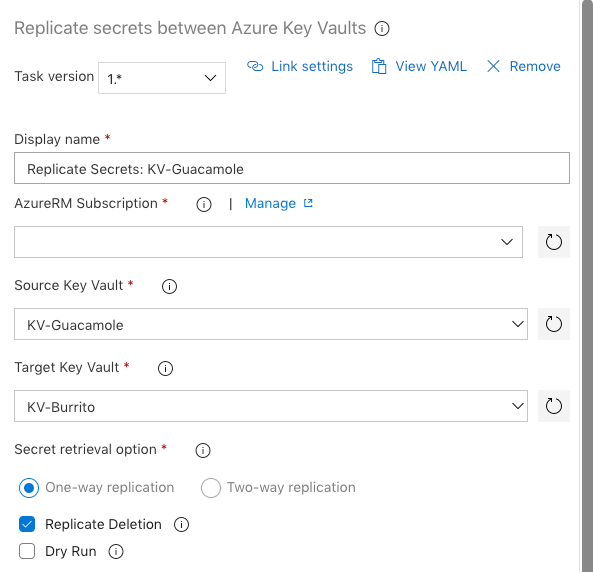 Replicate secrets between Azure Key Vaults
Task version 1.* Link settings View YAML Remove
Display name *
Replicate Secrets: KV-Guacamole
AzureRM Subscription * | Manage
Source Key Vault *
KV-Guacamole
Target Key Vault *
KV-Burrito
Secret retrieval option *
One-way replication Two-way replication
Replicate Deletion
Dry Run